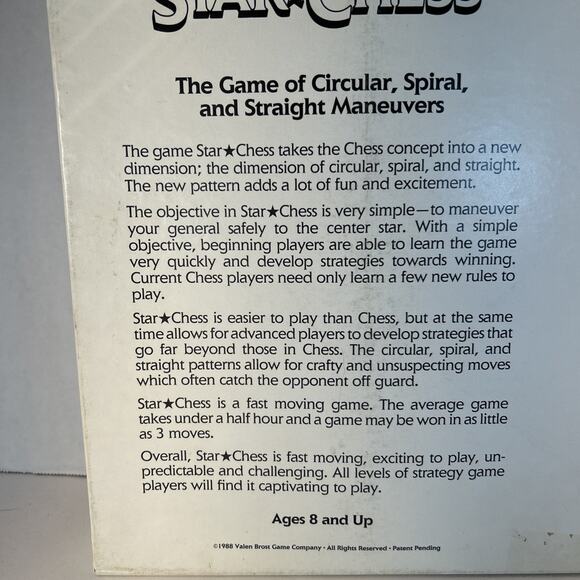 STAR★CHESS
The Game of Circular, Spiral,
and Straight Maneuvers
The game Star★Chess takes the Chess concept into a new
dimension; the dimension of circular, spiral, and straight.
The new pattern adds a lot of fun and excitement.
The objective in Star★Chess is very simple—to maneuver
your general safely to the center star. With a simple
objective, beginning players are able to learn the game
very quickly and develop strategies towards winning.
Current Chess players need only learn a few new rules to
play.
Star★Chess is easier to play than Chess, but at the same
time allows for advanced players to develop strategies that
go far beyond those in Chess. The circular, spiral, and
straight patterns allow for crafty and unsuspecting moves
which often catch the opponent off guard.
Star★Chess is a fast moving game. The average game
takes under a half hour and a game may be won in as little
as 3 moves.
Overall, Star★Chess is fast moving, exciting to play, un-
predictable and challenging. All levels of strategy game
players will find it captivating to play.
Ages 8 and Up
©1988 Valen Brost Game Company • All Rights Reserved • Patent Pending